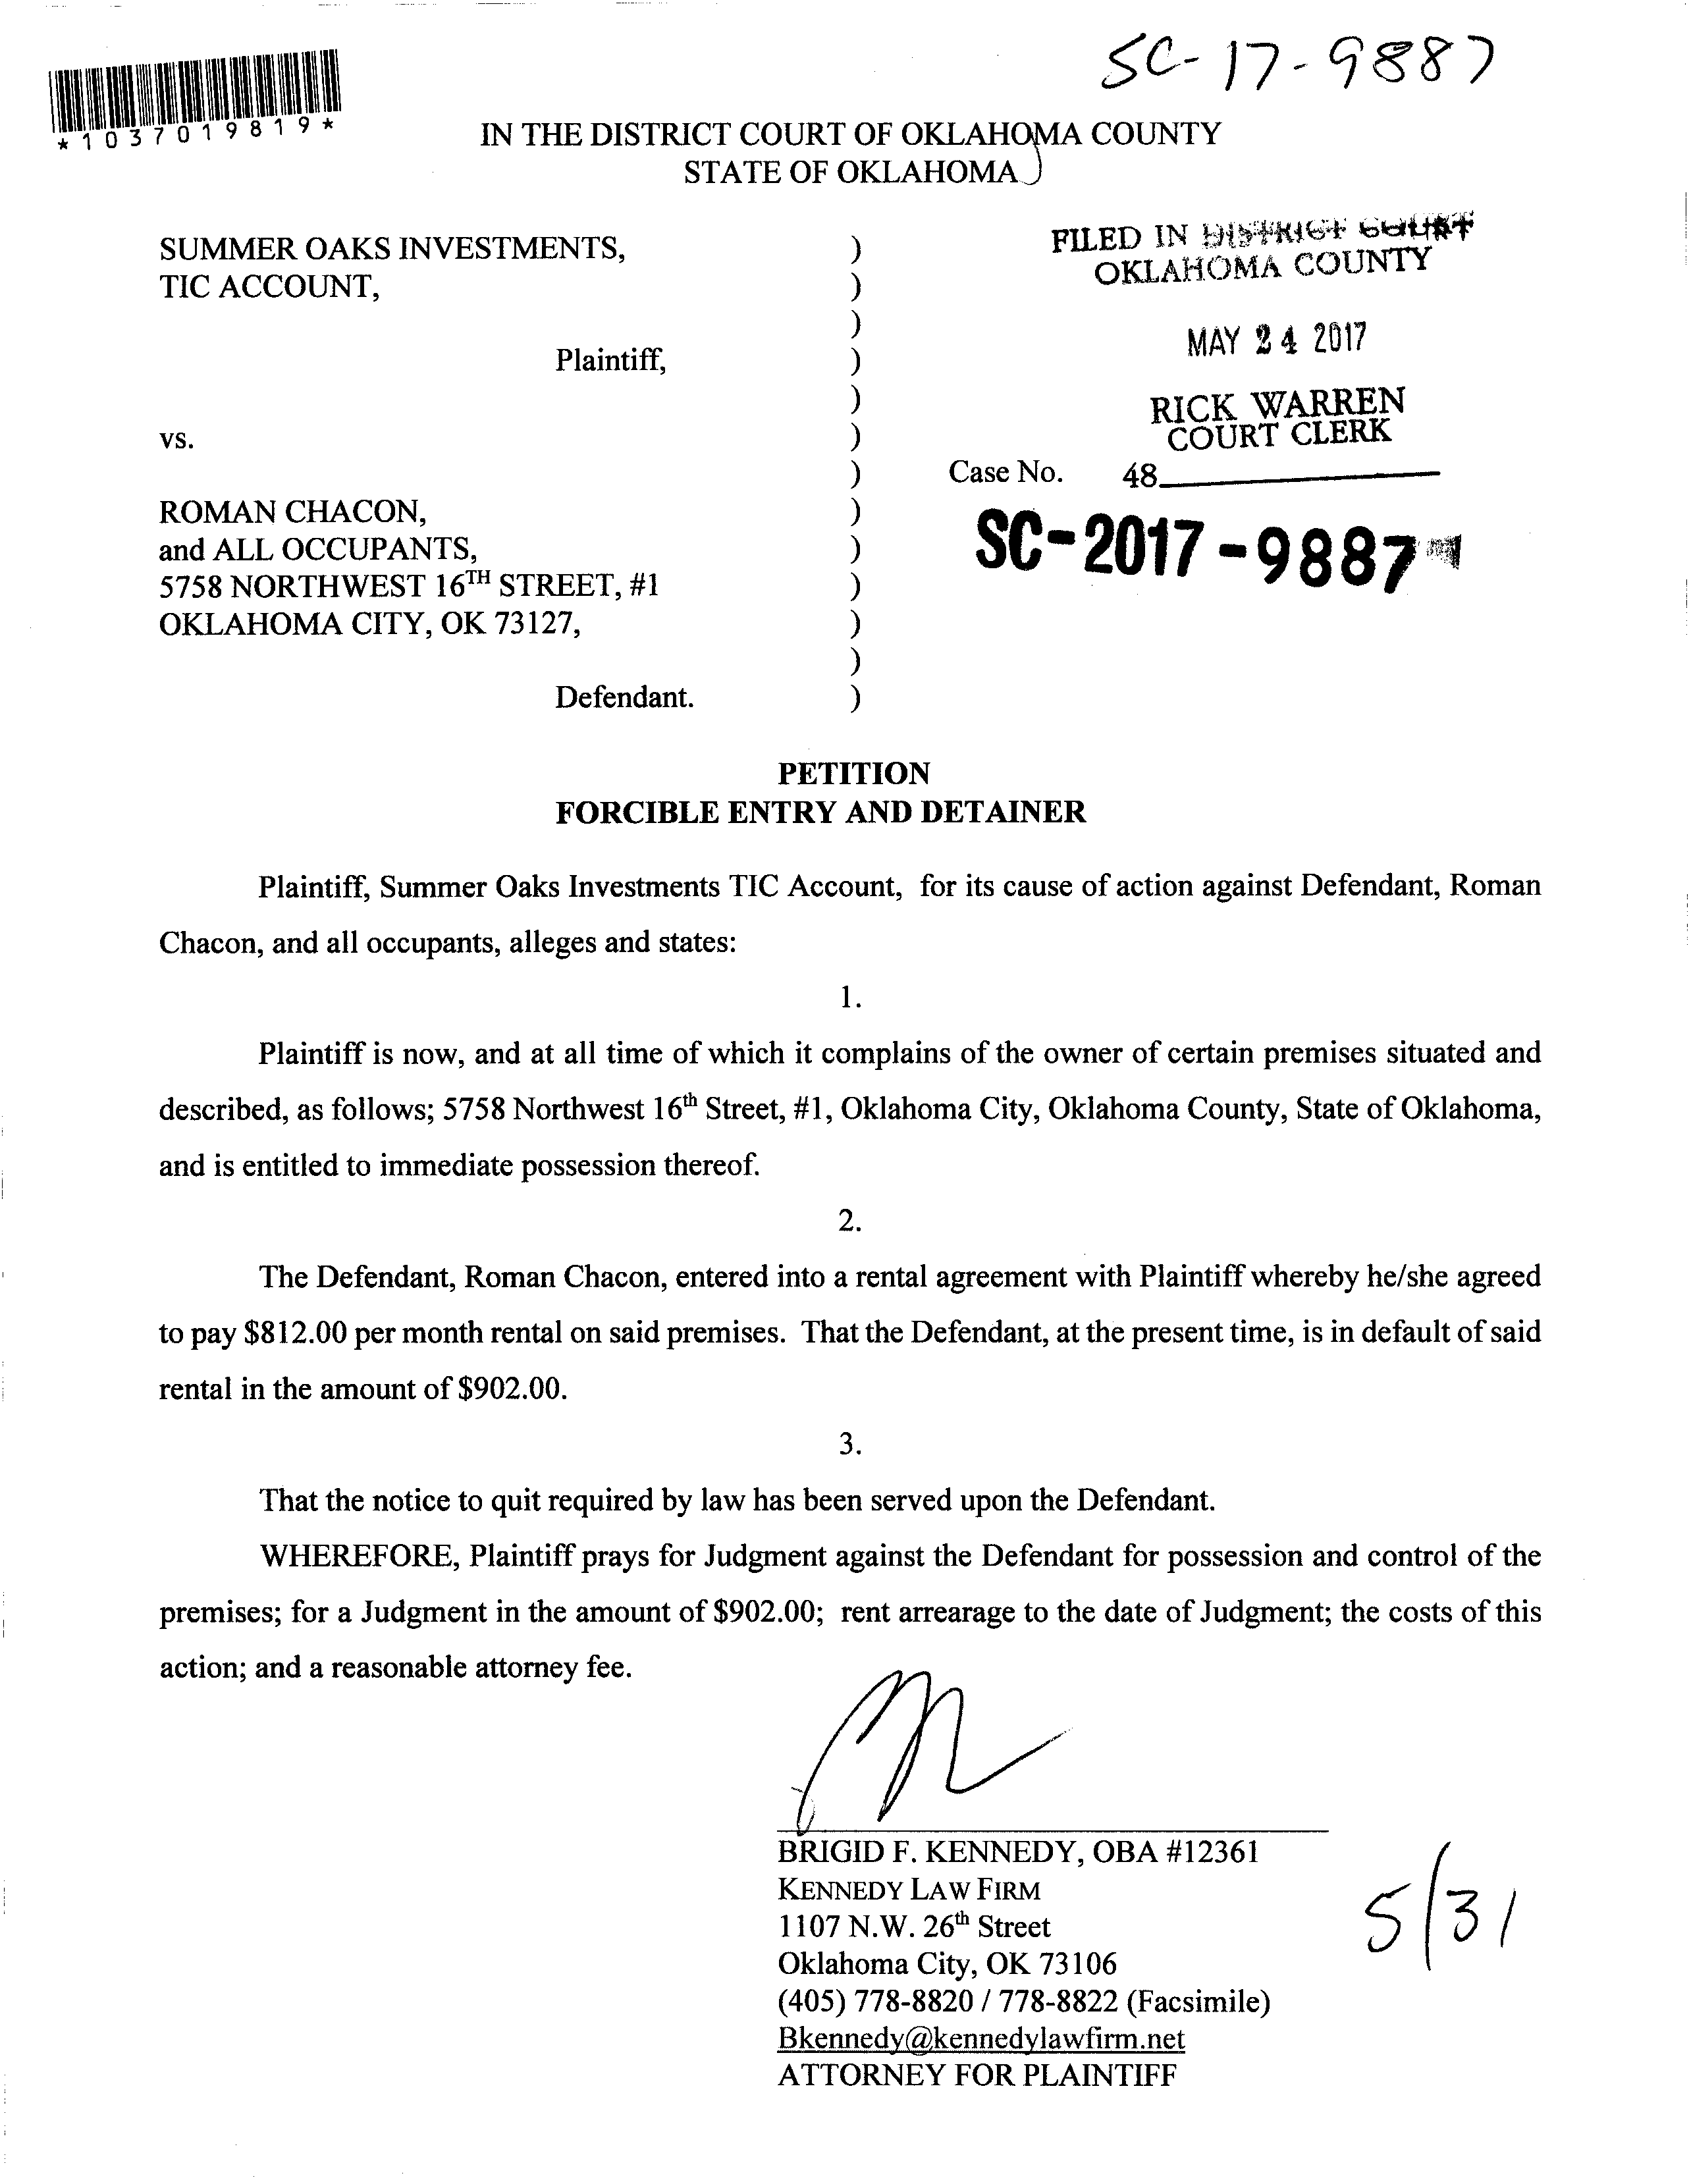 SC-17-9887
*1037019819*
IN THE DISTRICT COURT OF OKLAHOMA COUNTY
STATE OF OKLAHOMA
SUMMER OAKS INVESTMENTS, )
TIC ACCOUNT, )
)
Plaintiff, )
)
vs. )
)
ROMAN CHACON, )
and ALL OCCUPANTS, )
5758 NORTHWEST 16TH STREET, #1 )
OKLAHOMA CITY, OK 73127, )
)
Defendant. )
FILED IN DISTRICT COURT
OKLAHOMA COUNTY
MAY 24 2017
RICK WARREN
COURT CLERK
Case No. 48
SC-2017-9887
PETITION
FORCIBLE ENTRY AND DETAINER
Plaintiff, Summer Oaks Investments TIC Account, for its cause of action against Defendant, Roman
Chacon, and all occupants, alleges and states:
1.
Plaintiff is now, and at all time of which it complains of the owner of certain premises situated and
described, as follows; 5758 Northwest 16th Street, #1, Oklahoma City, Oklahoma County, State of Oklahoma,
and is entitled to immediate possession thereof.
2.
The Defendant, Roman Chacon, entered into a rental agreement with Plaintiff whereby he/she agreed
to pay $812.00 per month rental on said premises. That the Defendant, at the present time, is in default of said
rental in the amount of $902.00.
3.
That the notice to quit required by law has been served upon the Defendant.
WHEREFORE, Plaintiff prays for Judgment against the Defendant for possession and control of the
premises; for a Judgment in the amount of $902.00; rent arrearage to the date of Judgment; the costs of this
action; and a reasonable attorney fee.
BRIGID F. KENNEDY, OBA #12361
KENNEDY LAW FIRM
1107 N.W. 26th Street
Oklahoma City, OK 73106
(405) 778-8820 / 778-8822 (Facsimile)
Bkennedy@kennedylawfirm.net
ATTORNEY FOR PLAINTIFF
5/31